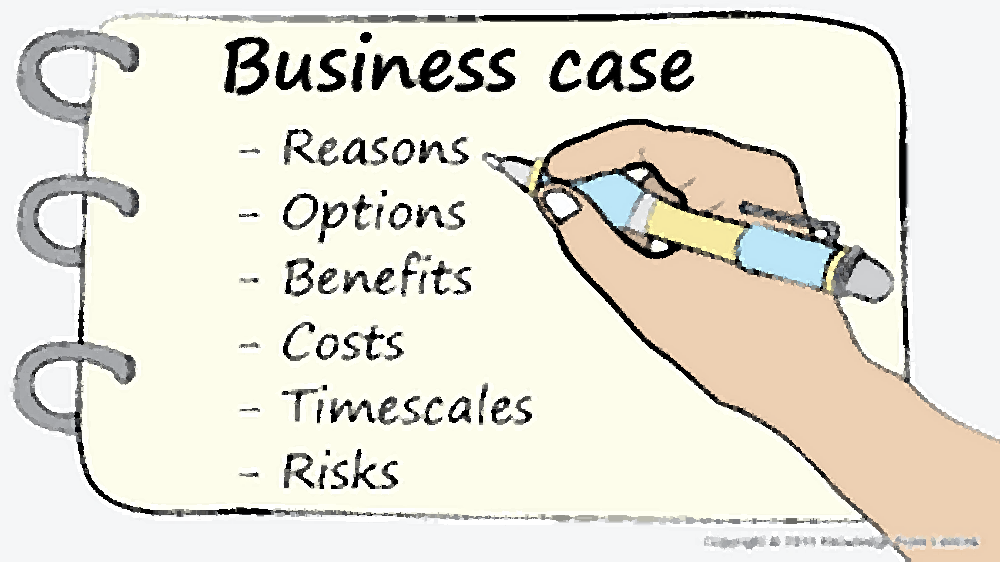 Business case
- Reasons
- Options
- Benefits
- Costs
- Timescales
- Risks